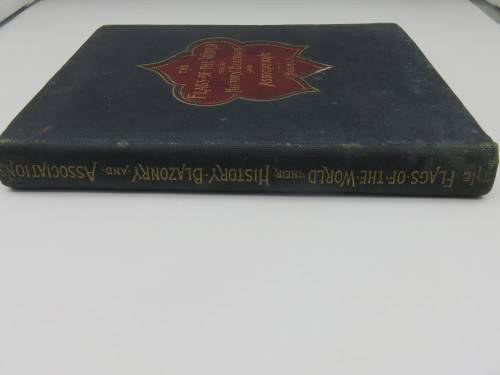 THE
FLAGS·OF·THE·WORLD
THEIR
HISTORY, BLAZONRY
AND
ASSOCIATIONS
THE FLAGS·OF·THE·WORLD THEIR HISTORY·BLAZONRY AND·ASSOCIATIONS